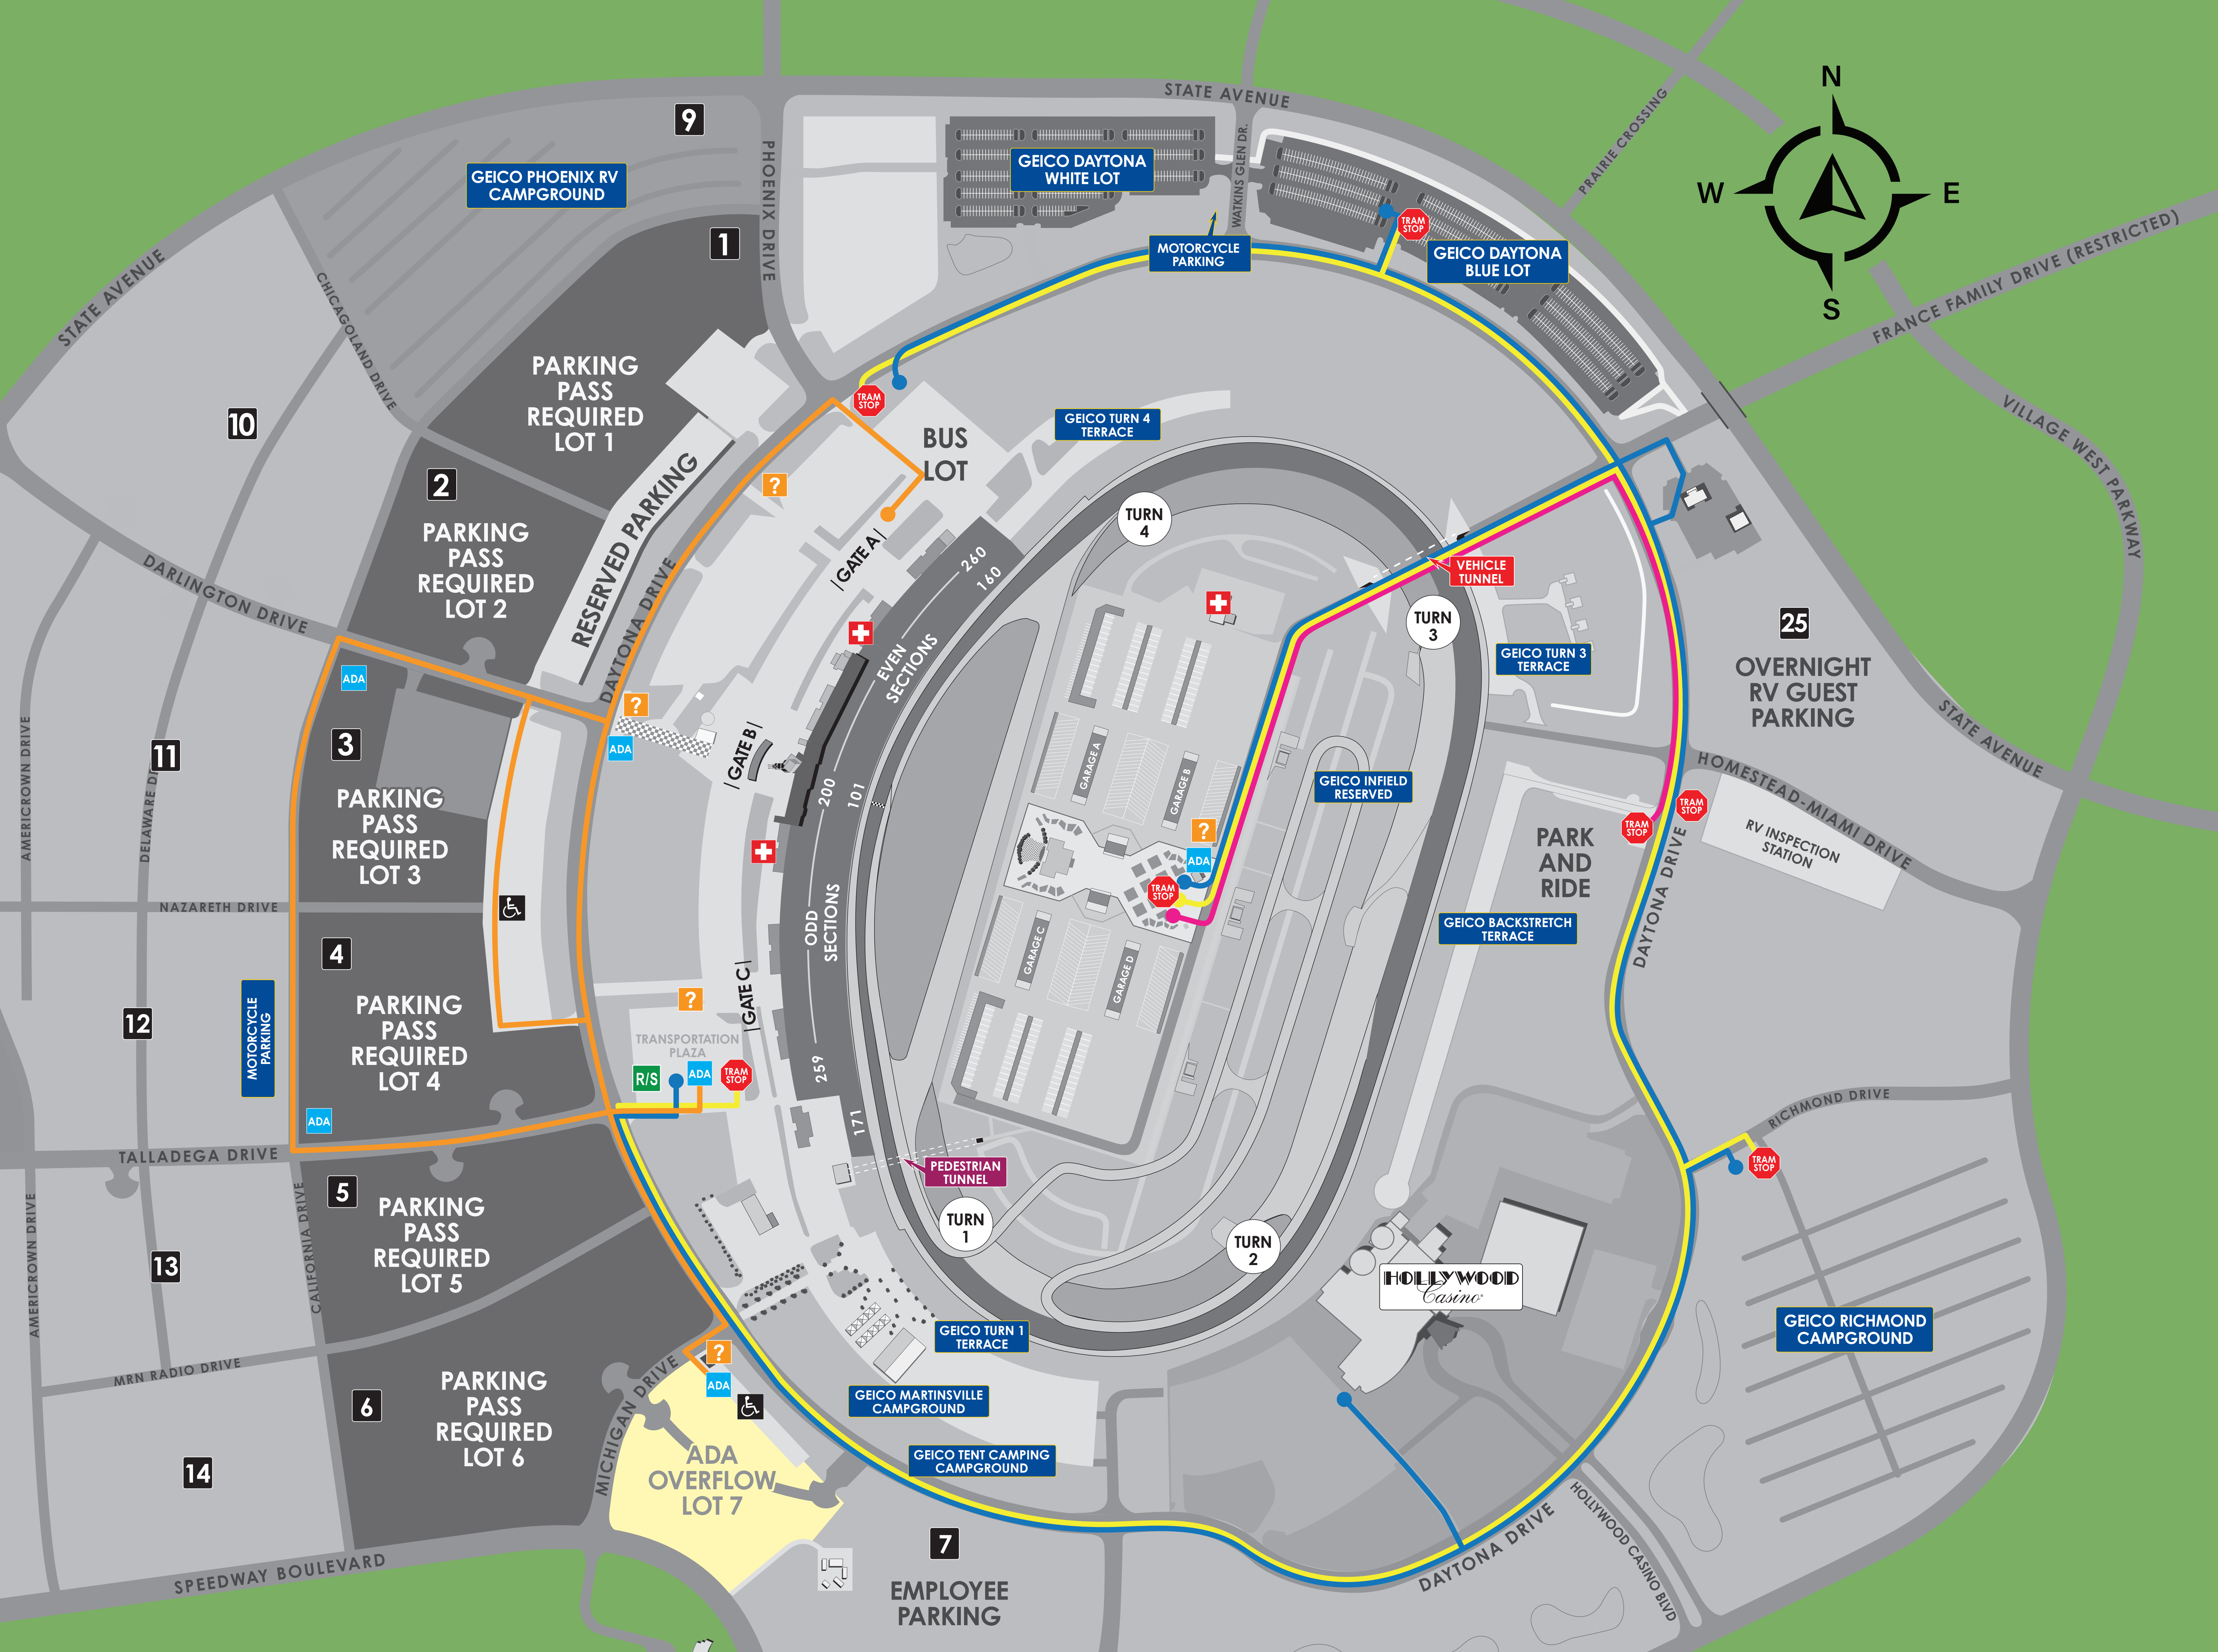 N
W
E
S
STATE AVENUE
STATE AVENUE
PHOENIX DRIVE
WATKINS GLEN DR.
PRAIRIE CROSSING
FRANCE FAMILY DRIVE (RESTRICTED)
VILLAGE WEST PARKWAY
9
GEICO PHOENIX RV
CAMPGROUND
GEICO DAYTONA
WHITE LOT
MOTORCYCLE
PARKING
TRAM
STOP
GEICO DAYTONA
BLUE LOT
1
PARKING
PASS
REQUIRED
LOT 1
CHICAGOLAND DRIVE
10
TRAM
STOP
BUS
LOT
GEICO TURN 4
TERRACE
2
PARKING
PASS
REQUIRED
LOT 2
RESERVED PARKING
?
DARLINGTON DRIVE
DAYTONA DRIVE
| GATE A |
260
160
EVEN
SECTIONS
TURN
4
VEHICLE
TUNNEL
TURN
3
GEICO TURN 3
TERRACE
25
OVERNIGHT
RV GUEST
PARKING
STATE AVENUE
ADA
?
ADA
3
PARKING
PASS
REQUIRED
LOT 3
11
AMERICROWN DRIVE
DELAWARE DR
| GATE B |
200
101
GARAGE A
GARAGE B
GEICO INFIELD
RESERVED
?
ADA
TRAM
STOP
HOMESTEAD-MIAMI DRIVE
TRAM
STOP
TRAM
STOP
RV INSPECTION
STATION
PARK
AND
RIDE
DAYTONA DRIVE
GEICO BACKSTRETCH
TERRACE
NAZARETH DRIVE
ODD
SECTIONS
GARAGE C
GARAGE D
4
PARKING
PASS
REQUIRED
LOT 4
12
MOTORCYCLE
PARKING
| GATE C |
?
TRANSPORTATION
PLAZA
R/S
ADA
TRAM
STOP
259
171
ADA
TALLADEGA DRIVE
PEDESTRIAN
TUNNEL
RICHMOND DRIVE
TRAM
STOP
5
PARKING
PASS
REQUIRED
LOT 5
13
AMERICROWN DRIVE
CALIFORNIA DRIVE
TURN
1
TURN
2
HOLLYWOOD
Casino
GEICO RICHMOND
CAMPGROUND
GEICO TURN 1
TERRACE
MRN RADIO DRIVE
?
ADA
GEICO MARTINSVILLE
CAMPGROUND
6
PARKING
PASS
REQUIRED
LOT 6
MICHIGAN DRIVE
ADA
OVERFLOW
LOT 7
GEICO TENT CAMPING
CAMPGROUND
14
SPEEDWAY BOULEVARD
7
EMPLOYEE
PARKING
DAYTONA DRIVE
HOLLYWOOD CASINO BLVD